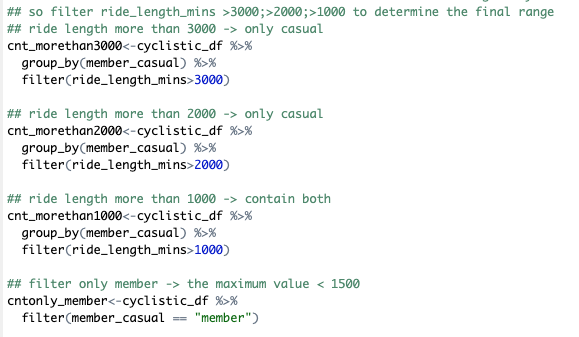 ## so filter ride_length_mins >3000;>2000;>1000 to determine the final range
## ride length more than 3000 -> only casual
cnt_morethan3000<-cyclistic_df %>%
  group_by(member_casual) %>%
  filter(ride_length_mins>3000)

## ride length more than 2000 -> only casual
cnt_morethan2000<-cyclistic_df %>%
  group_by(member_casual) %>%
  filter(ride_length_mins>2000)

## ride length more than 1000 -> contain both
cnt_morethan1000<-cyclistic_df %>%
  group_by(member_casual) %>%
  filter(ride_length_mins>1000)

## filter only member -> the maximum value < 1500
cntonly_member<-cyclistic_df %>%
  filter(member_casual == "member")